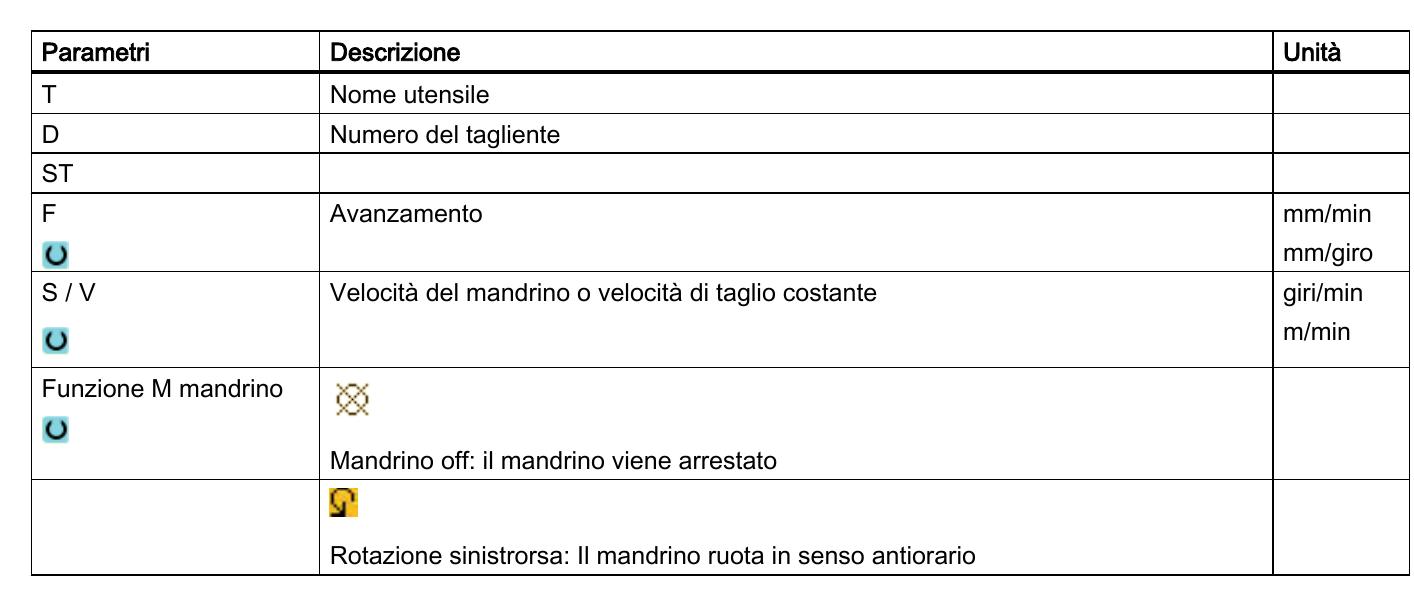 Parametri Descrizione Unità
T Nome utensile
D Numero del tagliente
ST
F Avanzamento mm/min
mm/giro
S / V Velocità del mandrino o velocità di taglio costante giri/min
m/min
Funzione M mandrino
Mandrino off: il mandrino viene arrestato
Rotazione sinistrorsa: Il mandrino ruota in senso antiorario